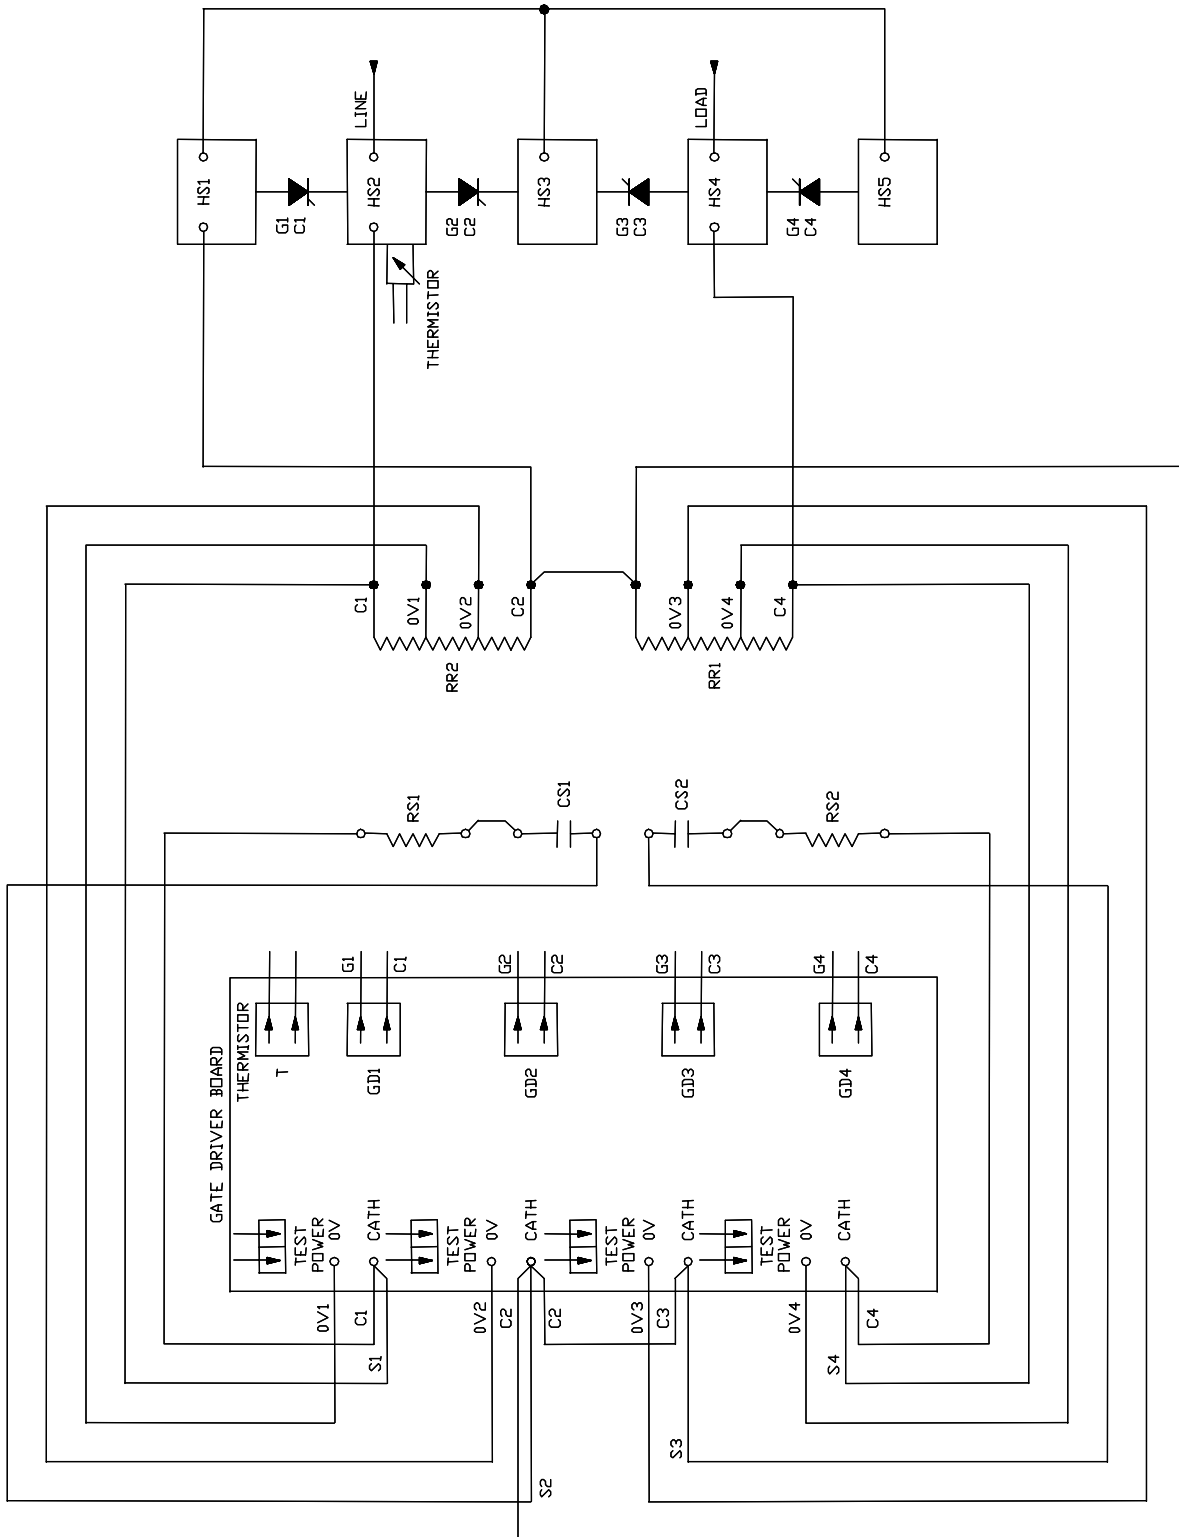 LINE
LOAD
HS1
HS2
HS3
HS4
HS5
G1
C1
G2
C2
G3
C3
G4
C4
THERMISTOR
C1
0V1
0V2
C2
0V3
0V4
C4
RR2
RR1
RS1
CS1
CS2
RS2
G1
C1
G2
C2
G3
C3
G4
C4
GATE DRIVER BOARD
THERMISTOR
T
GD1
GD2
GD3
GD4
TEST
POWER
0V
CATH
TEST
POWER
0V
CATH
TEST
POWER
0V
CATH
TEST
POWER
0V
CATH
0V1
C1
0V2
C2
C2
0V3
C3
0V4
C4
S1
S4
S3
S2